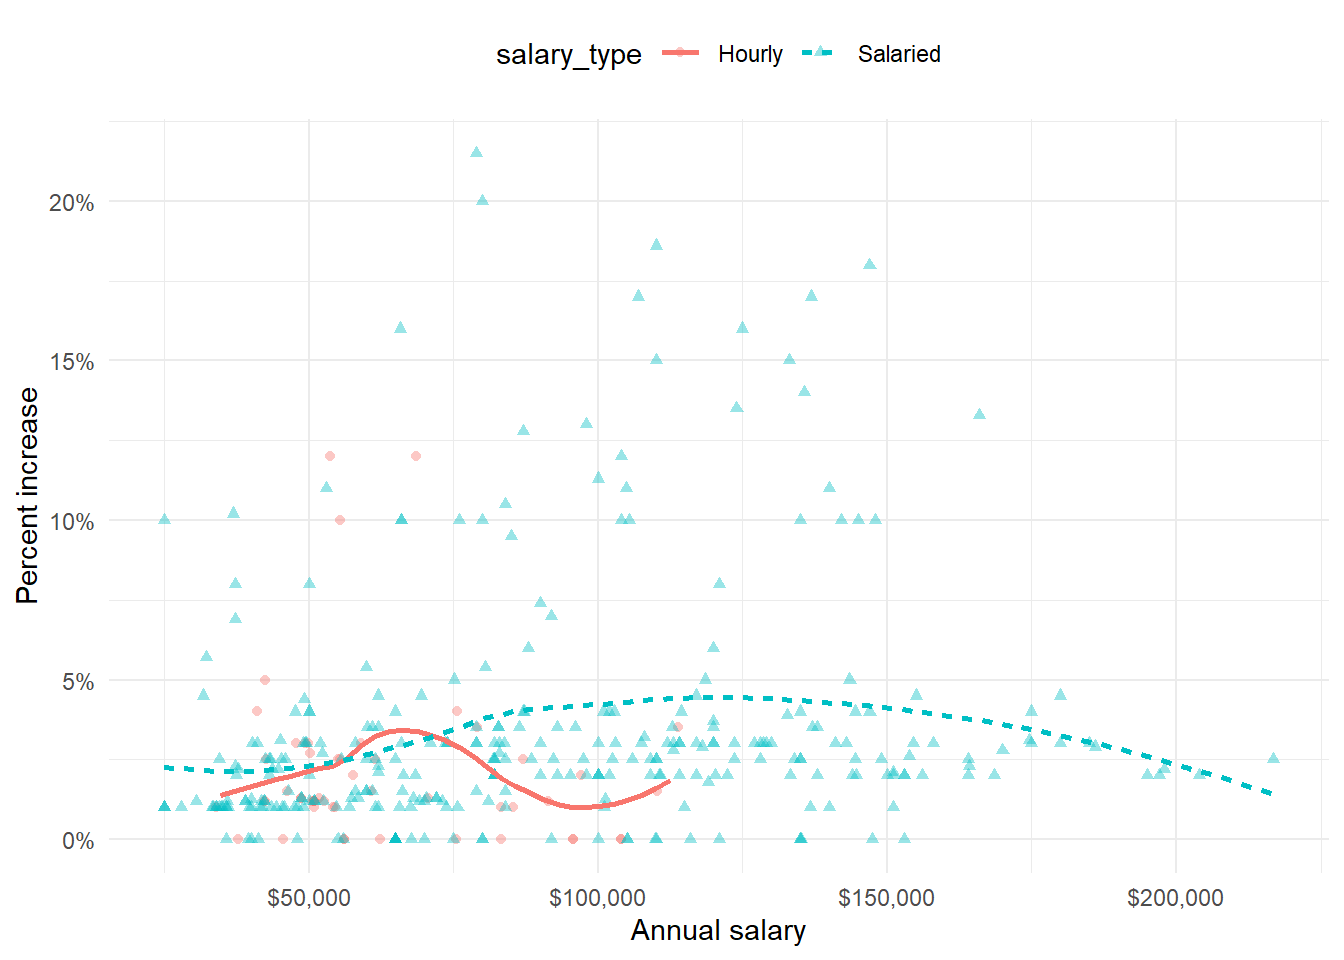 salary_type Hourly Salaried
20%
15%
10%
5%
0%
Percent increase
$50,000 $100,000 $150,000 $200,000
Annual salary